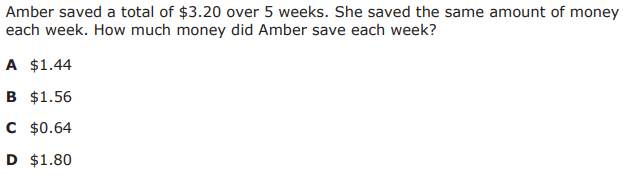 Amber saved a total of $3.20 over 5 weeks. She saved the same amount of money
each week. How much money did Amber save each week?
A $1.44
B $1.56
C $0.64
D $1.80